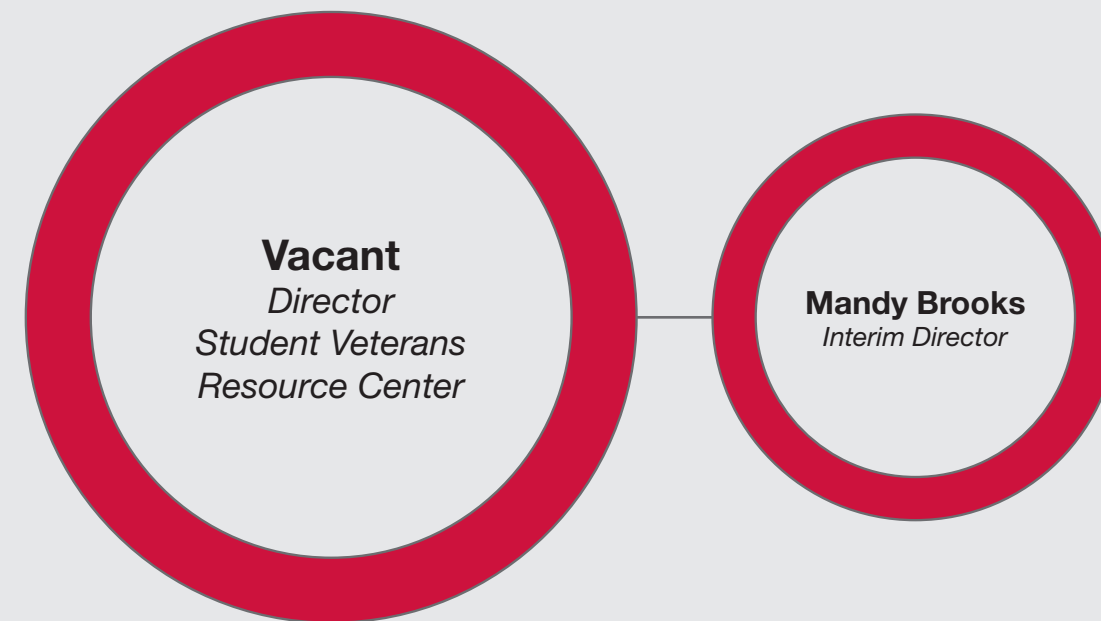 Vacant
Director
Student Veterans
Resource Center
Mandy Brooks
Interim Director